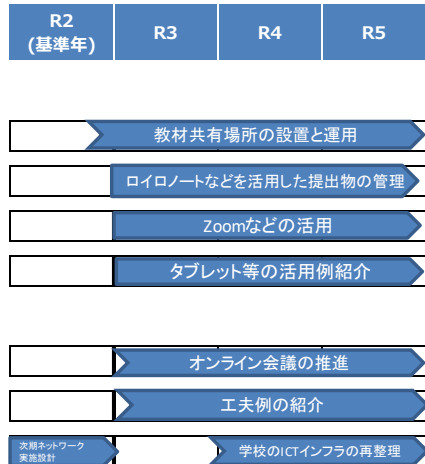 R2
(基準年)
R3
R4
R5
教材共有場所の設置と運用
ロイロノートなどを活用した提出物の管理
Zoomなどの活用
タブレット等の活用例紹介
オンライン会議の推進
工夫例の紹介
次期ネットワーク
実施設計
学校のICTインフラの再整理